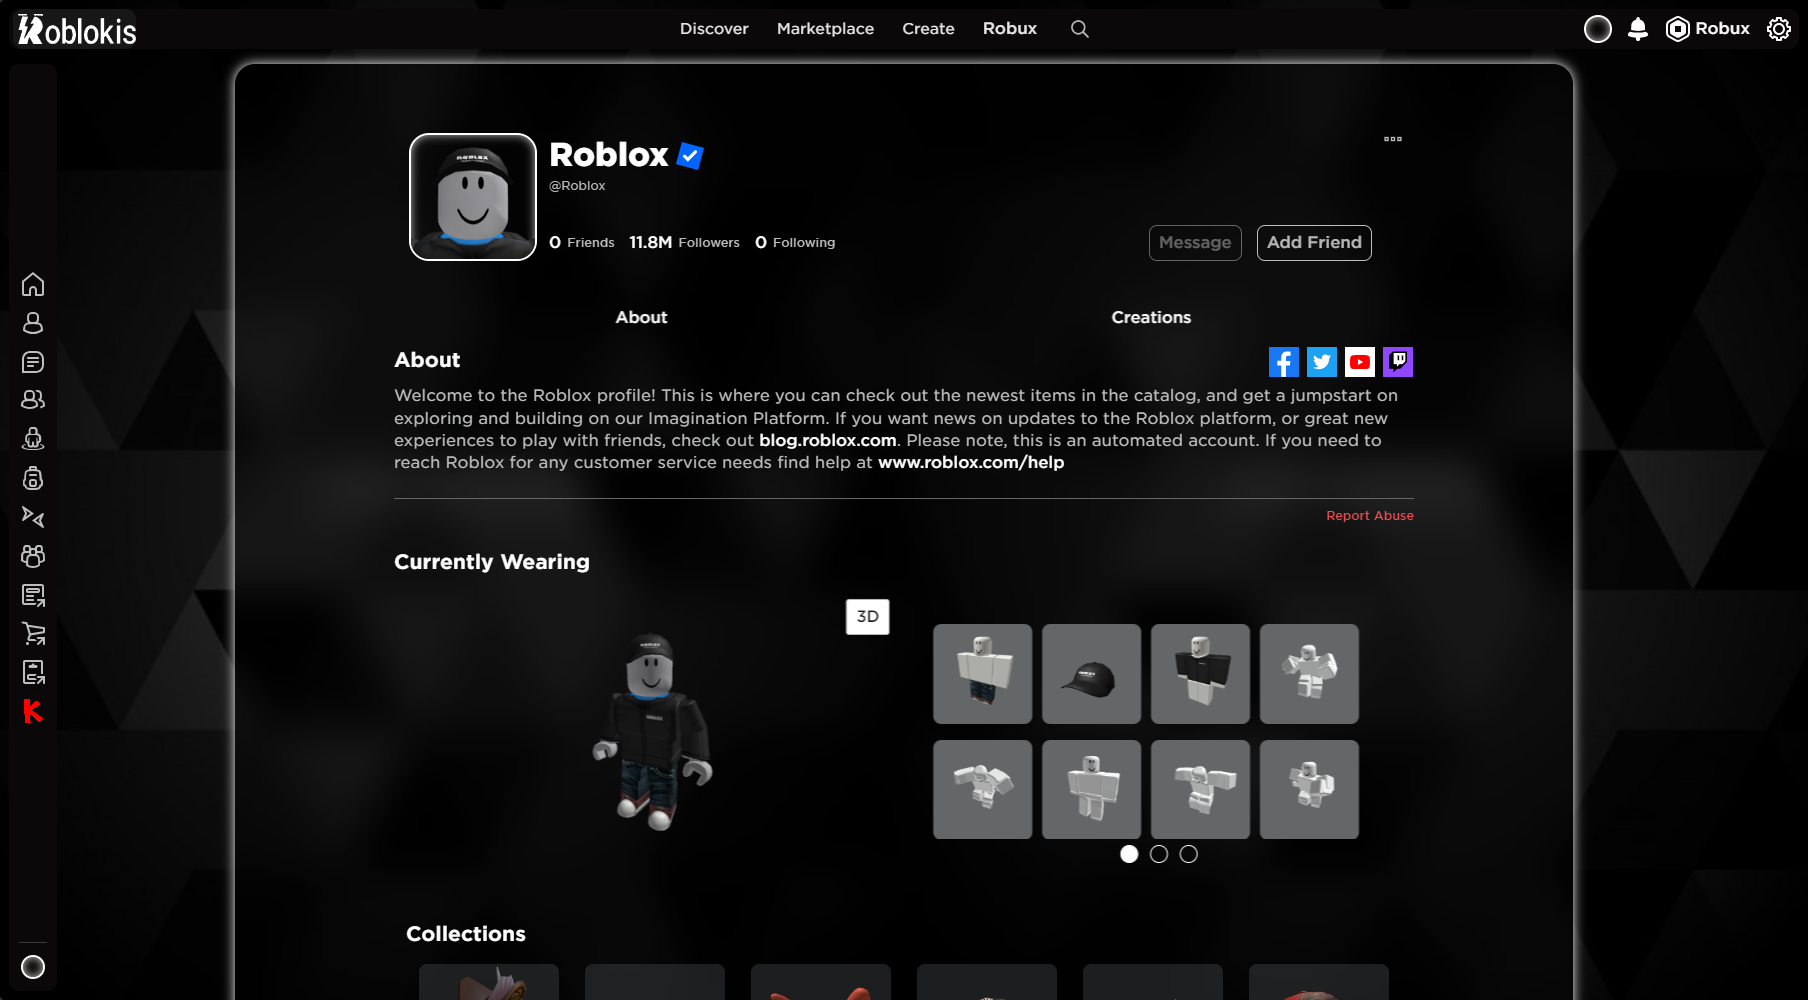 Roblokis
Discover Marketplace Create Robux
Robux
Roblox
@Roblox
0 Friends 11.8M Followers 0 Following
Message Add Friend
About Creations
About
Welcome to the Roblox profile! This is where you can check out the newest items in the catalog, and get a jumpstart on
exploring and building on our Imagination Platform. If you want news on updates to the Roblox platform, or great new
experiences to play with friends, check out blog.roblox.com. Please note, this is an automated account. If you need to
reach Roblox for any customer service needs find help at www.roblox.com/help
Report Abuse
Currently Wearing
3D
Collections